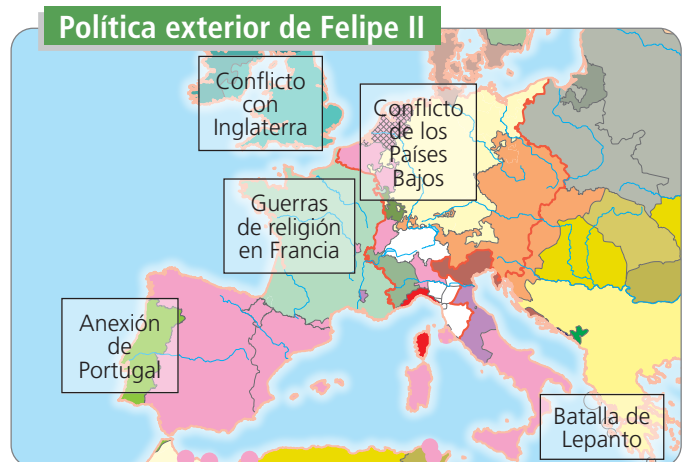 Política exterior de Felipe II
Conflicto
con
Inglaterra
Conflicto
de los
Países
Bajos
Guerras
de religión
en Francia
Anexión
de
Portugal
Batalla de
Lepanto